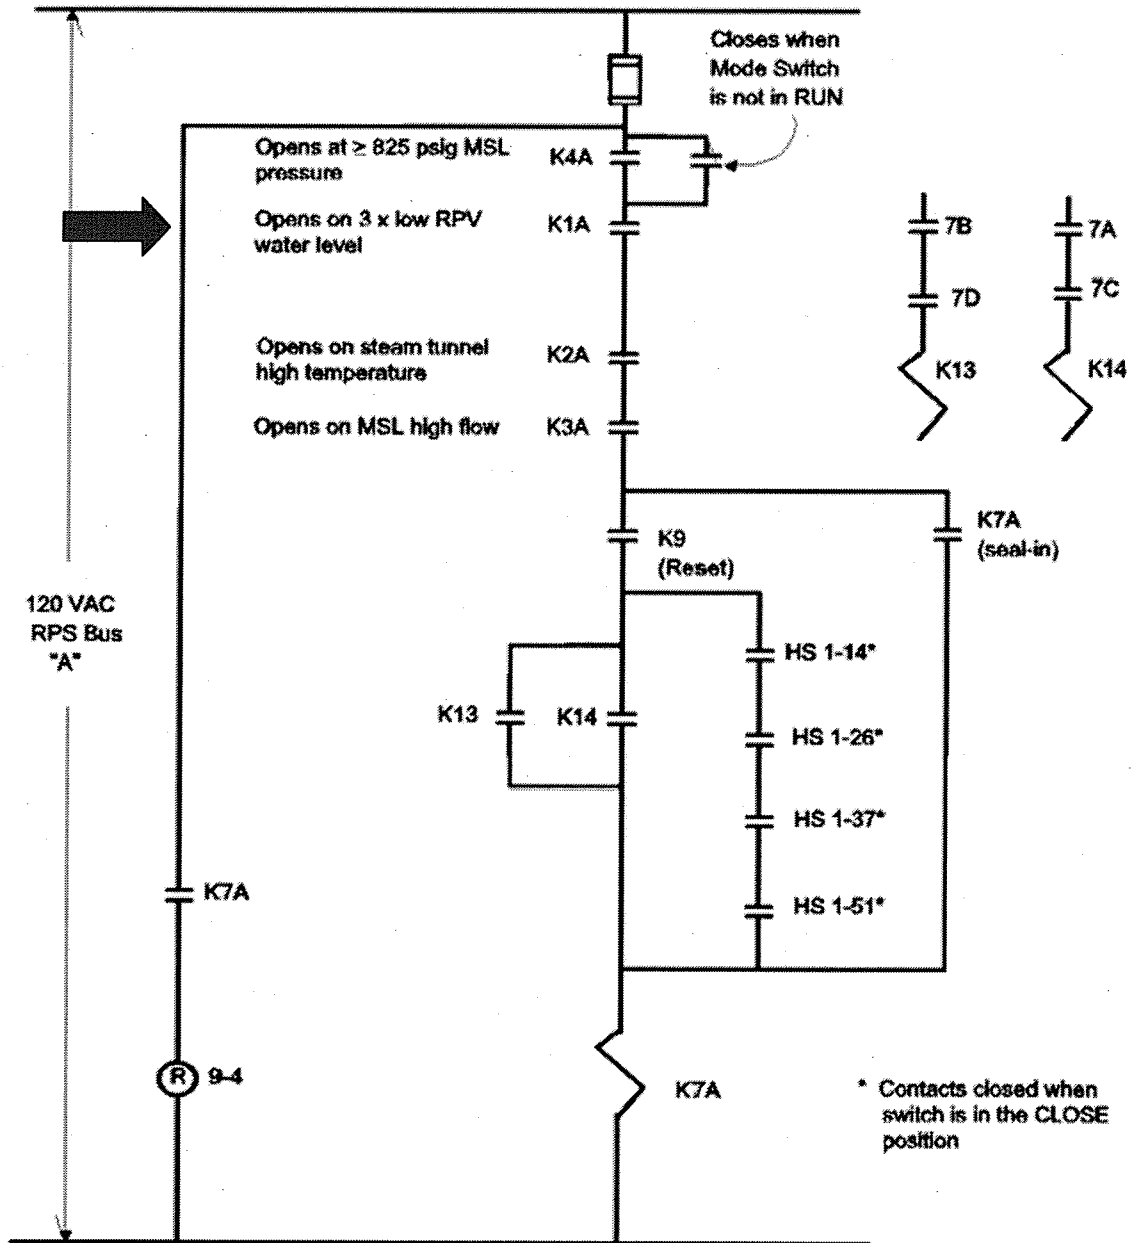 Closes when
Mode Switch
is not in RUN
Opens at ≥ 825 psig MSL
pressure
K4A
Opens on 3 x low RPV
water level
K1A
7B
7A
7D
7C
Opens on steam tunnel
high temperature
K2A
K13
K14
Opens on MSL high flow
K3A
K9
(Reset)
K7A
(seal-in)
120 VAC
RPS Bus
"A"
HS 1-14*
K13
K14
HS 1-26*
HS 1-37*
K7A
HS 1-51*
R
9-4
K7A
* Contacts closed when
switch is in the CLOSE
position